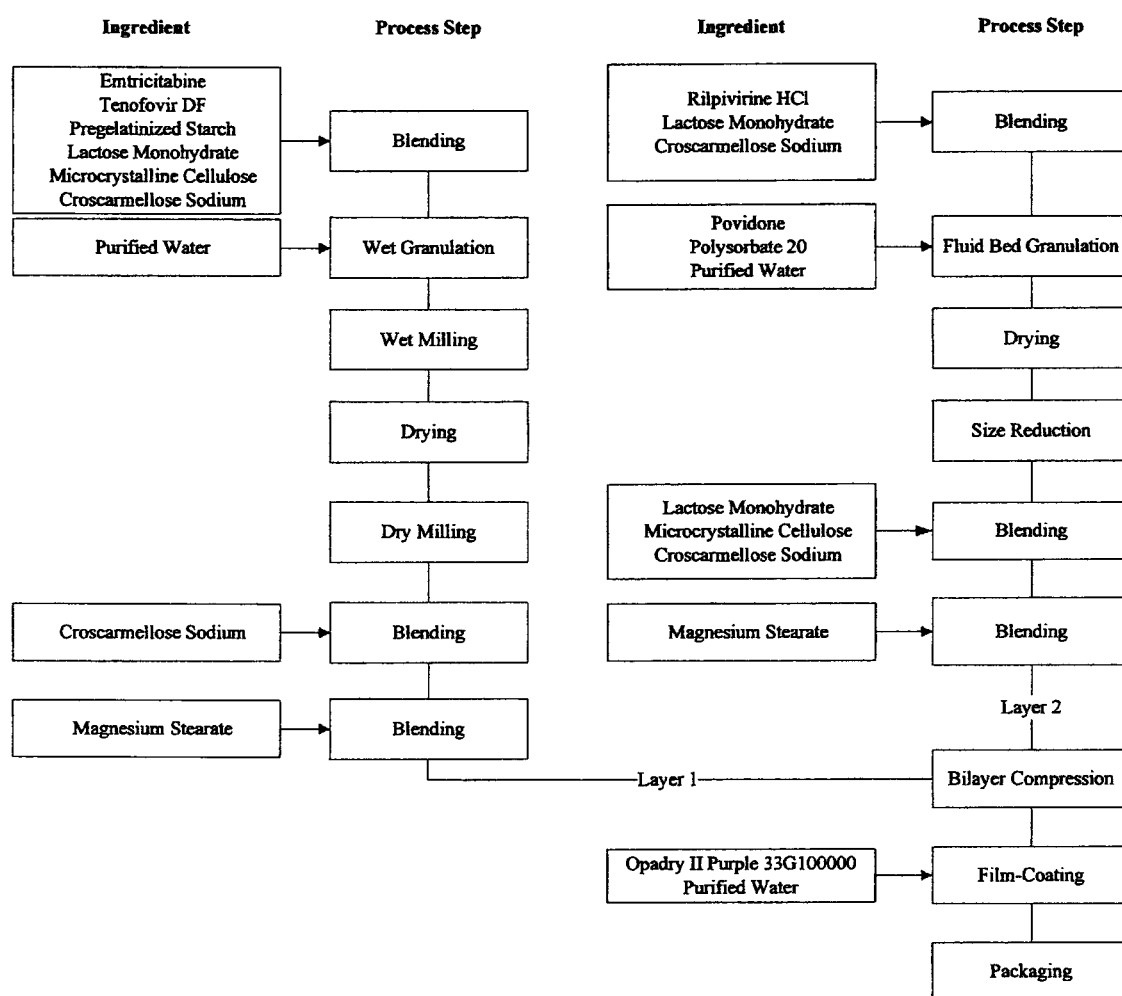 Ingredient
Process Step
Emtricitabine
Tenofovir DF
Pregelatinized Starch
Lactose Monohydrate
Microcrystalline Cellulose
Croscarmellose Sodium
Blending
Purified Water
Wet Granulation
Wet Milling
Drying
Dry Milling
Croscarmellose Sodium
Blending
Magnesium Stearate
Blending
Layer 1
Ingredient
Process Step
Rilpivirine HCl
Lactose Monohydrate
Croscarmellose Sodium
Blending
Povidone
Polysorbate 20
Purified Water
Fluid Bed Granulation
Drying
Size Reduction
Lactose Monohydrate
Microcrystalline Cellulose
Croscarmellose Sodium
Blending
Magnesium Stearate
Blending
Layer 2
Bilayer Compression
Opadry II Purple 33G100000
Purified Water
Film-Coating
Packaging